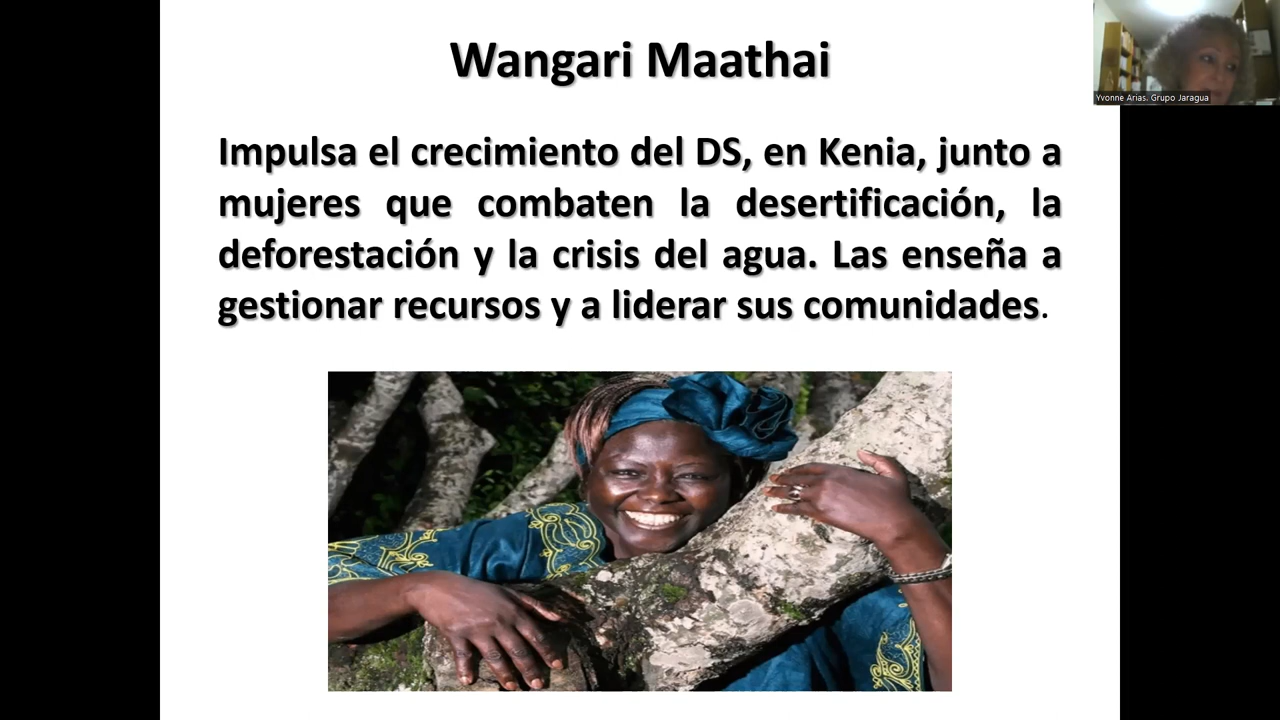 Wangari Maathai
Yvonne Arias. Grupo Jaragua
Impulsa el crecimiento del DS, en Kenia, junto a
mujeres que combaten la desertificación, la
deforestación y la crisis del agua. Las enseña a
gestionar recursos y a liderar sus comunidades.